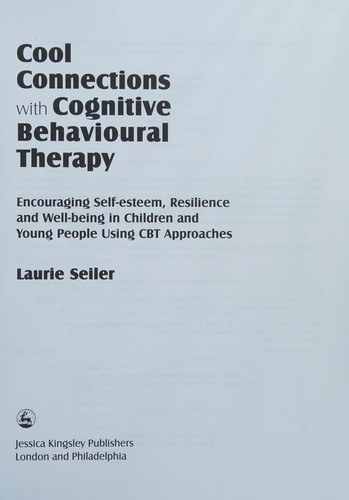 Cool
Connections
with Cognitive
Behavioural
Therapy
Encouraging Self-esteem, Resilience
and Well-being in Children and
Young People Using CBT Approaches
Laurie Seiler
Jessica Kingsley Publishers
London and Philadelphia